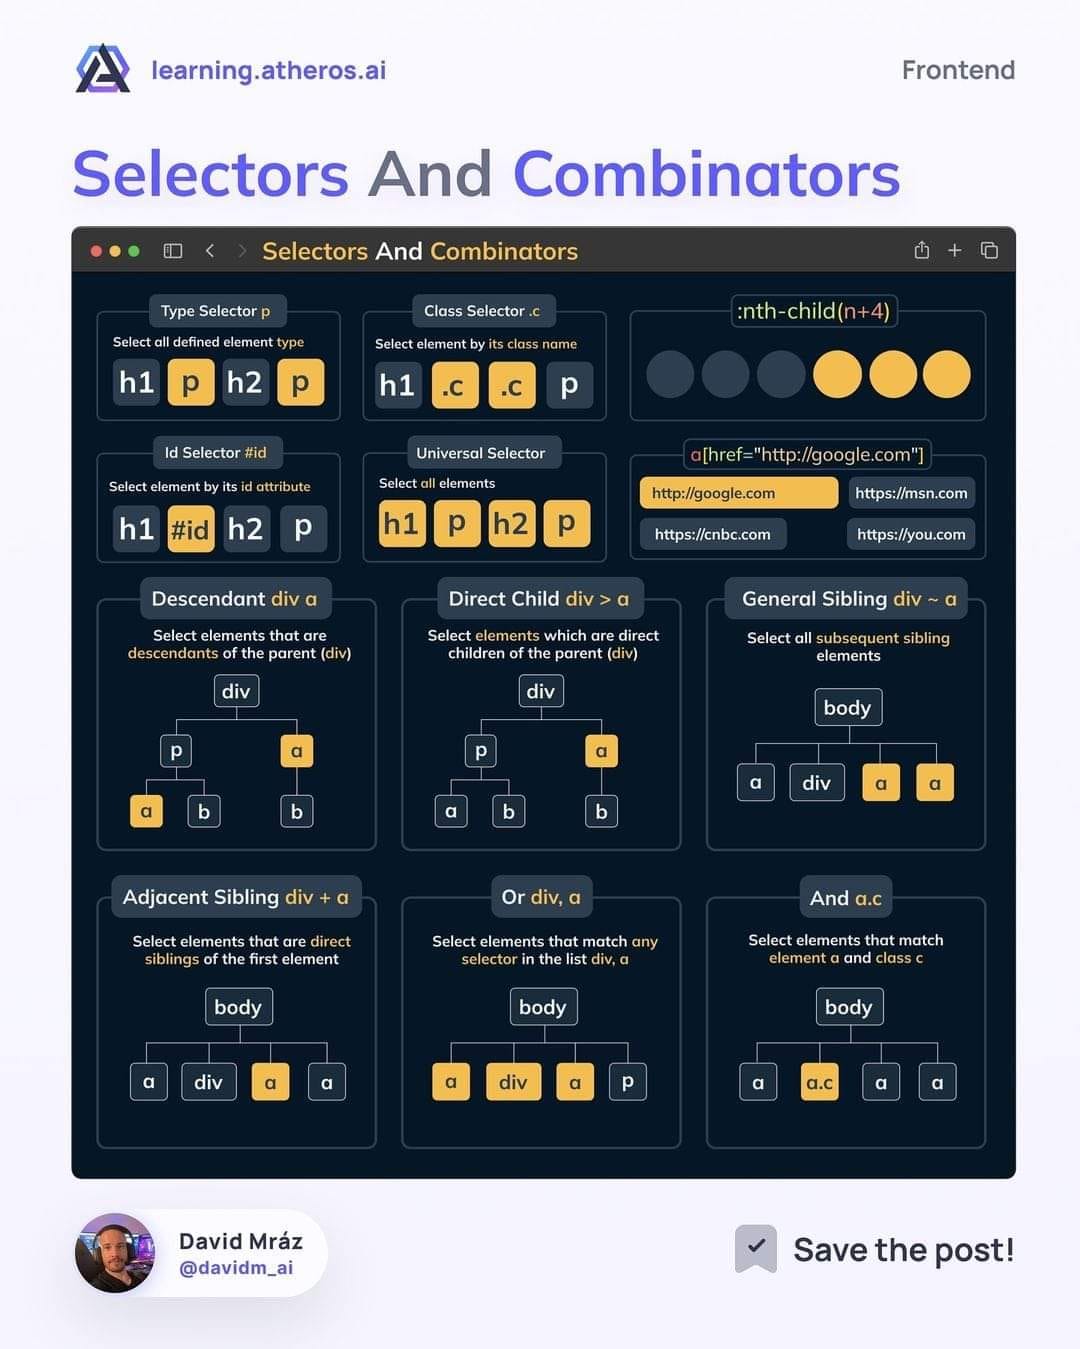 learning.atheros.ai
Frontend
Selectors And Combinators
Selectors And Combinators
Type Selector p
Select all defined element type
h1 p h2 p
Class Selector .c
Select element by its class name
h1 .c .c p
:nth-child(n+4)
Id Selector #id
Select element by its id attribute
h1 #id h2 p
Universal Selector
Select all elements
h1 p h2 p
a[href="http://google.com"]
http://google.com https://msn.com
https://cnbc.com https://you.com
Descendant div a
Select elements that are
descendants of the parent (div)
div
p a
a b b
Direct Child div > a
Select elements which are direct
children of the parent (div)
div
p a
a b b
General Sibling div ~ a
Select all subsequent sibling
elements
body
a div a a
Adjacent Sibling div + a
Select elements that are direct
siblings of the first element
body
a div a a
Or div, a
Select elements that match any
selector in the list div, a
body
a div a p
And a.c
Select elements that match
element a and class c
body
a a.c a a
David Mráz
@davidm_ai
Save the post!